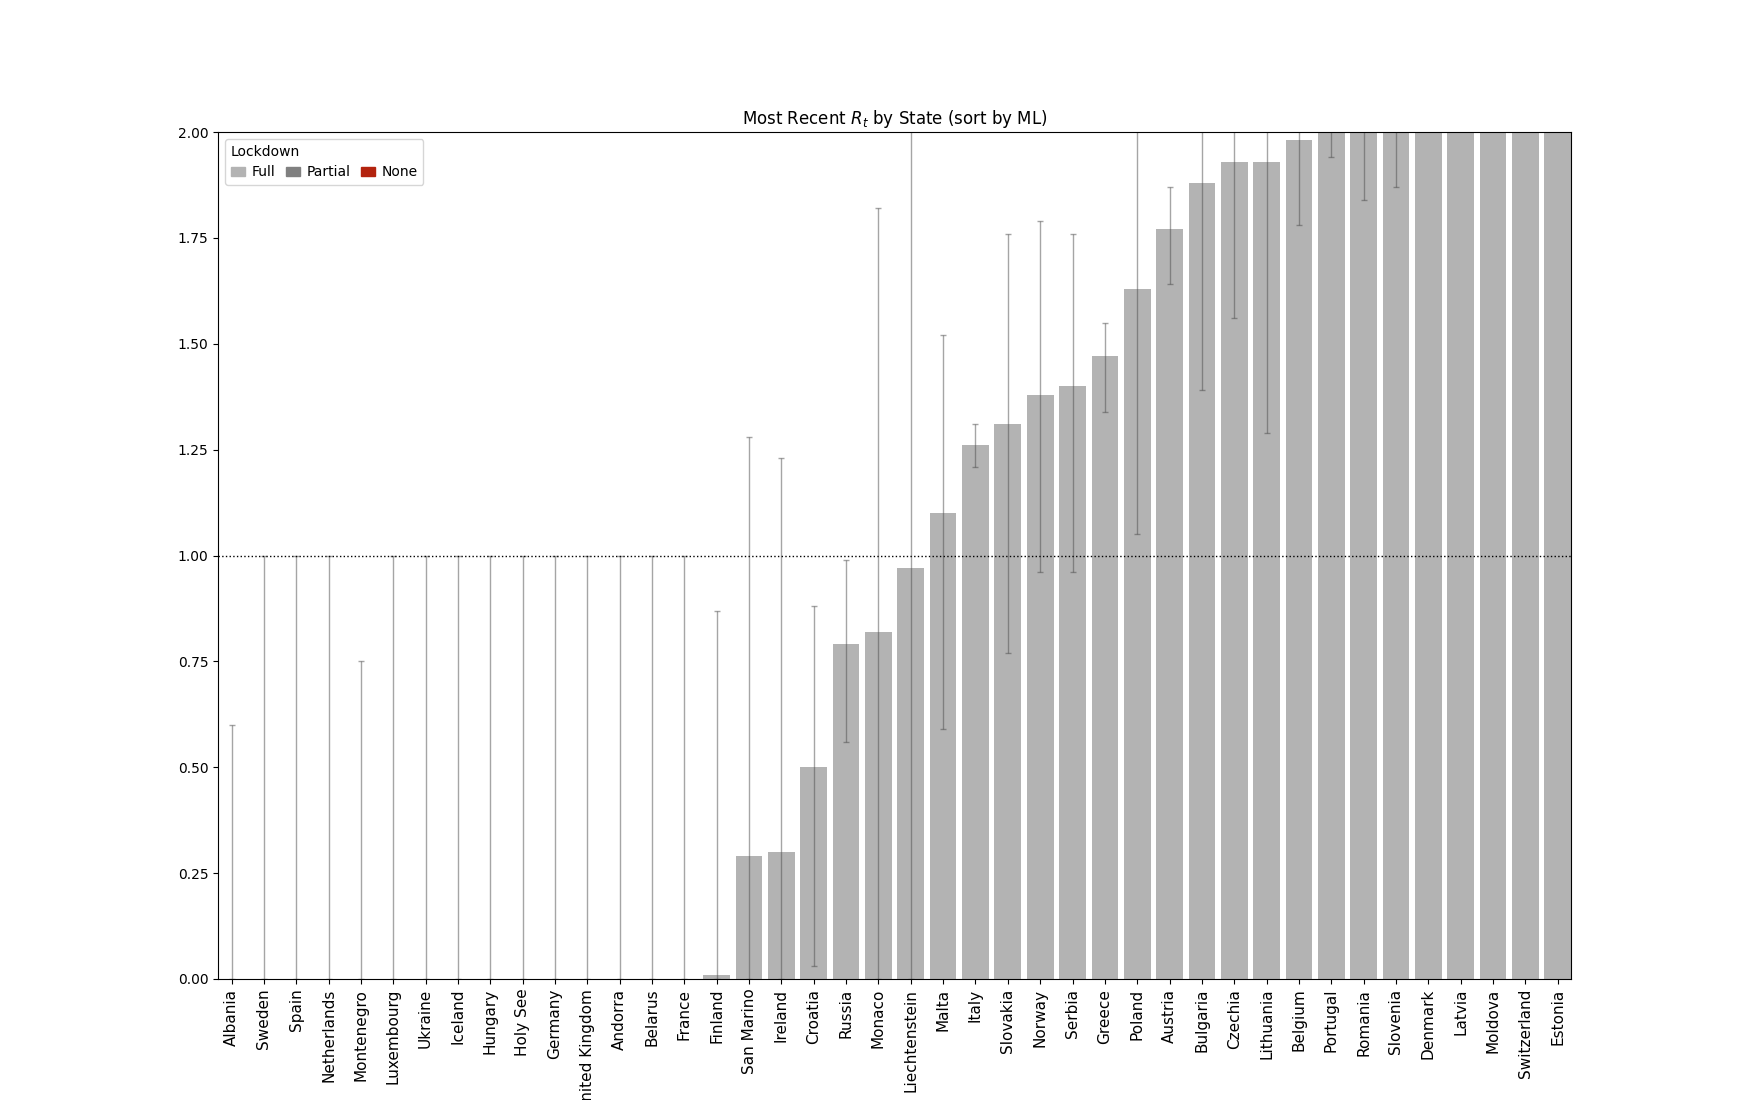 Most Recent Rt by State (sort by ML)
Lockdown
Full Partial None
2.00
1.75
1.50
1.25
1.00
0.75
0.50
0.25
0.00
Albania
Sweden
Spain
Netherlands
Montenegro
Luxembourg
Ukraine
Iceland
Hungary
Holy See
Germany
nited Kingdom
Andorra
Belarus
France
Finland
San Marino
Ireland
Croatia
Russia
Monaco
Liechtenstein
Malta
Italy
Slovakia
Norway
Serbia
Greece
Poland
Austria
Bulgaria
Czechia
Lithuania
Belgium
Portugal
Romania
Slovenia
Denmark
Latvia
Moldova
Switzerland
Estonia